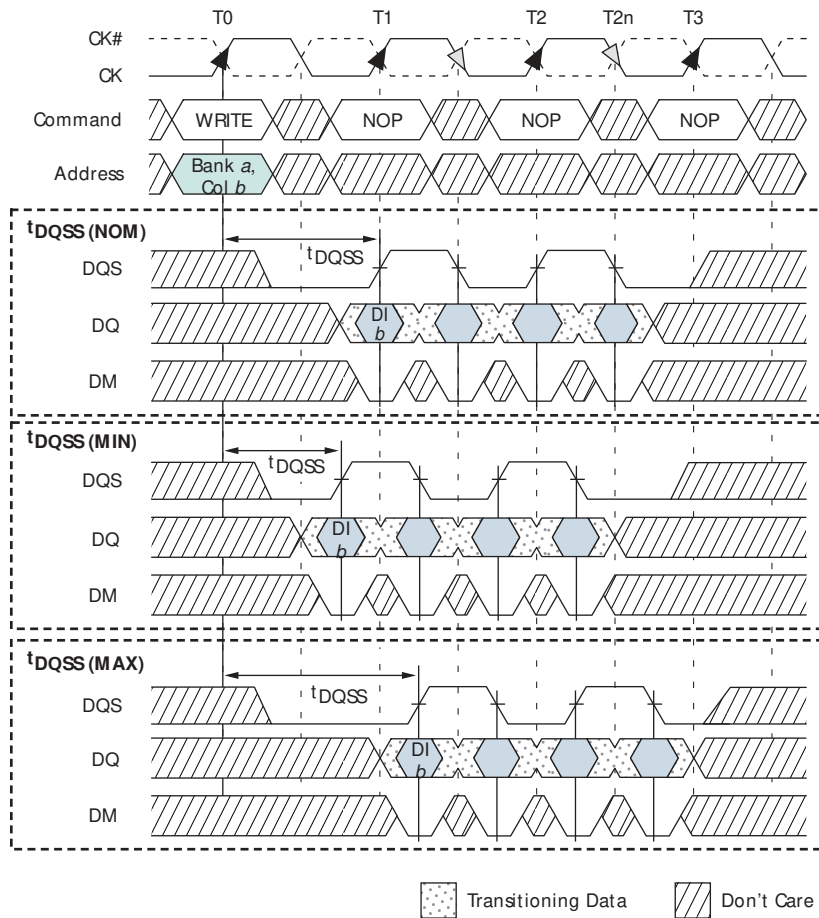 T0 T1 T2 T2n T3
CK#
CK
Command WRITE NOP NOP NOP
Address Bank a, Col b
tDQSS (NOM)
tDQSS
DQS
DQ DI b
DM
tDQSS (MIN)
tDQSS
DQS
DQ DI b
DM
tDQSS (MAX)
tDQSS
DQS
DQ DI b
DM
Transitioning Data Don't Care